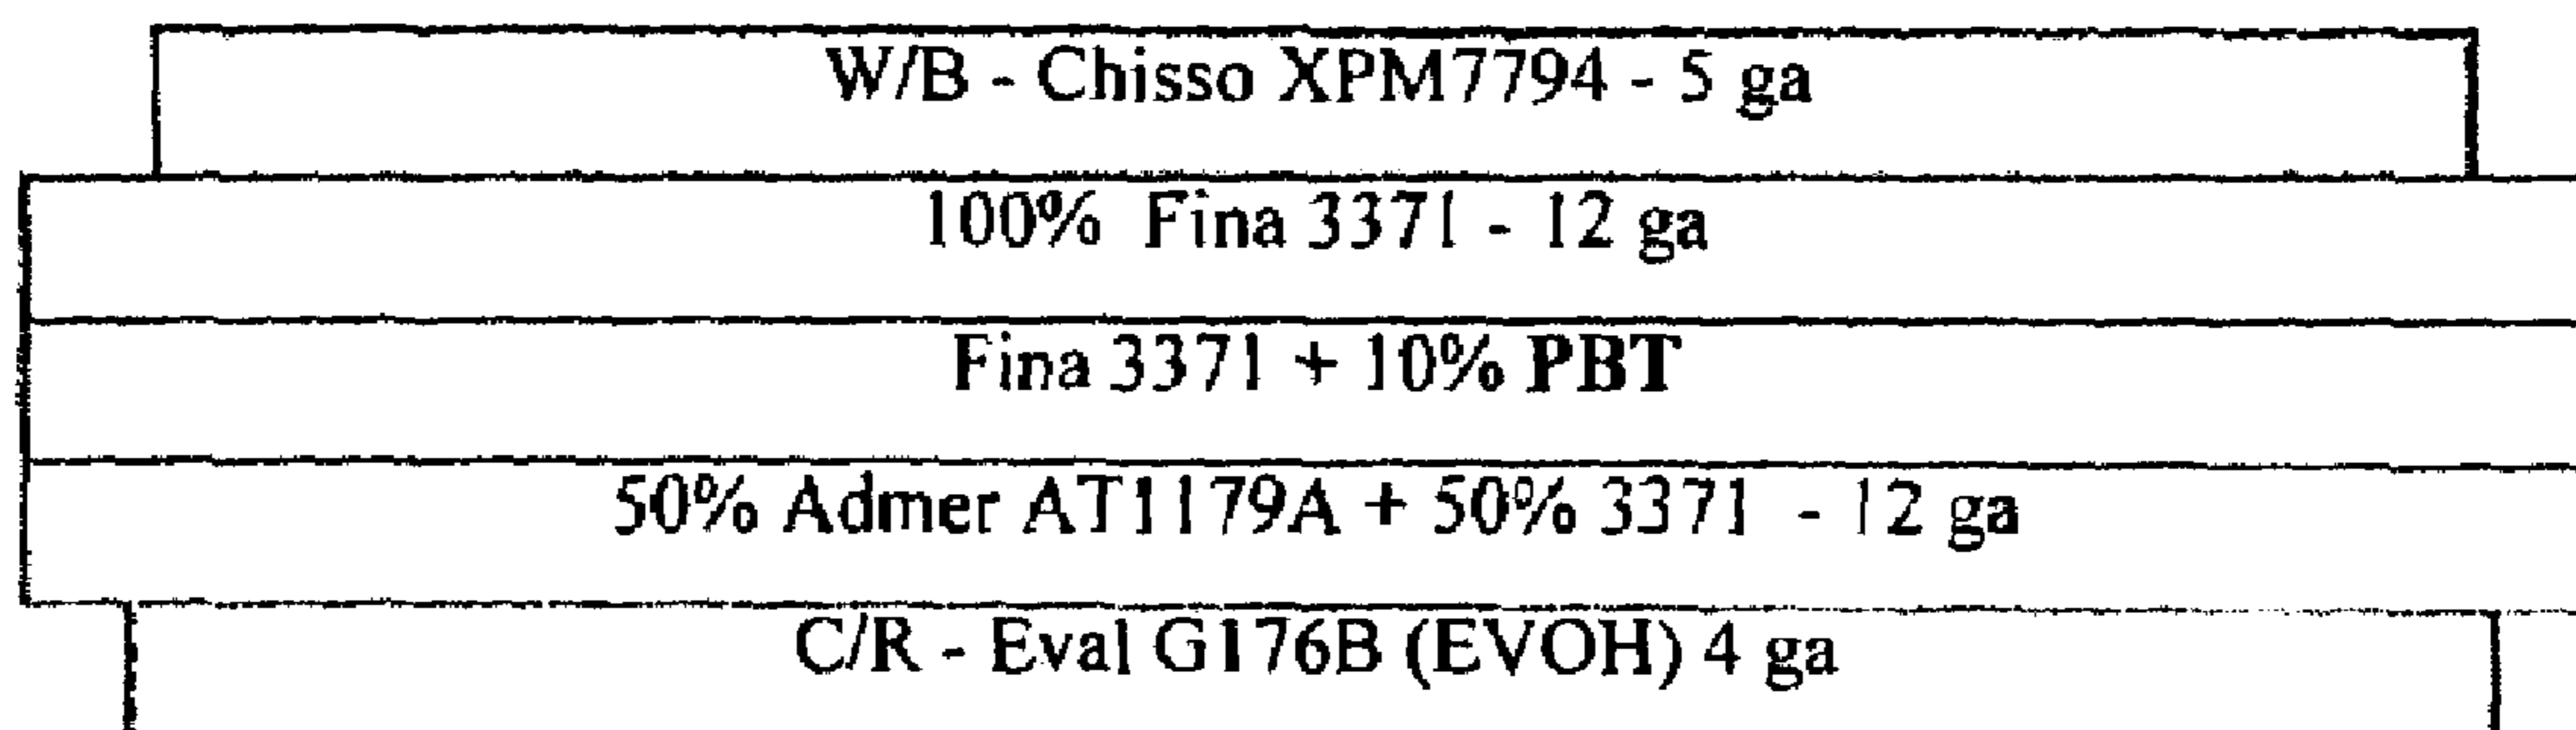 W/B - Chisso XPM7794 - 5 ga
100% Fina 3371 - 12 ga
Fina 3371 + 10% PBT
50% Admer AT1179A + 50% 3371 - 12 ga
C/R - Eval G176B (EVOH) 4 ga